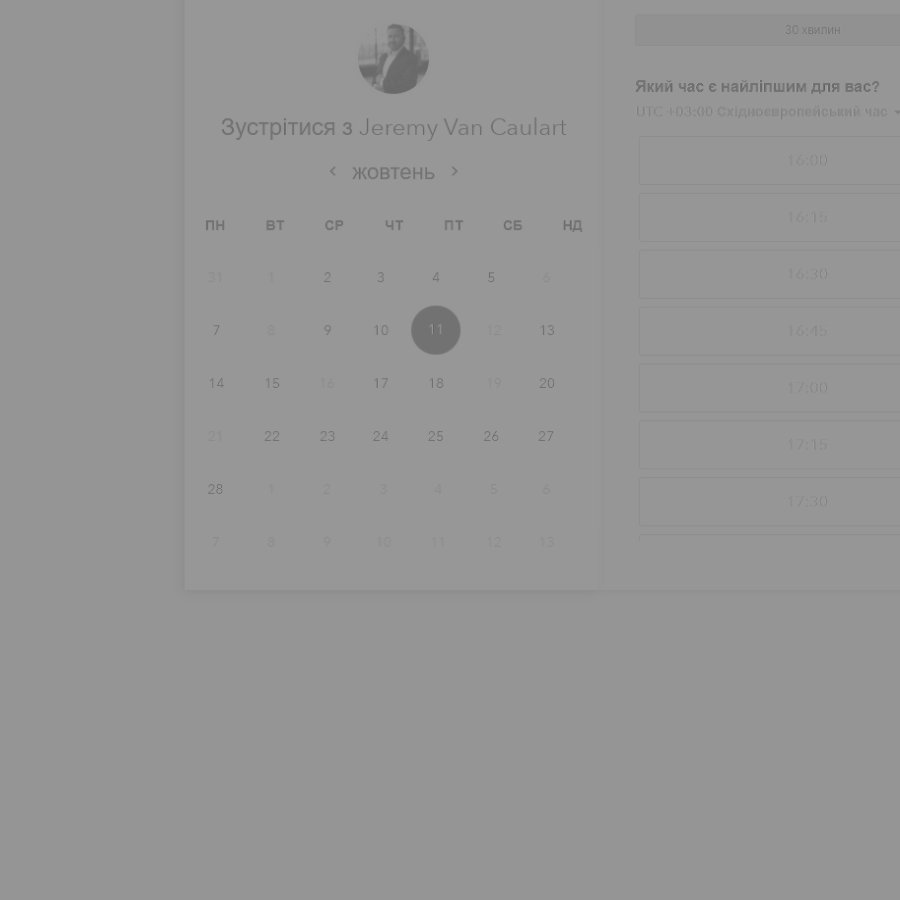 Зустрітися з Jeremy Van Caulart
жовтень
ПН ВТ СР ЧТ ПТ СБ НД
31 1 2 3 4 5 6
7 8 9 10 11 12 13
14 15 16 17 18 19 20
21 22 23 24 25 26 27
28 1 2 3 4 5 6
7 8 9 10 11 12 13
30 хвилин
Який час є найліпшим для вас?
UTC +03:00 Східноєвропейський час
16:00
16:15
16:30
16:45
17:00
17:15
17:30